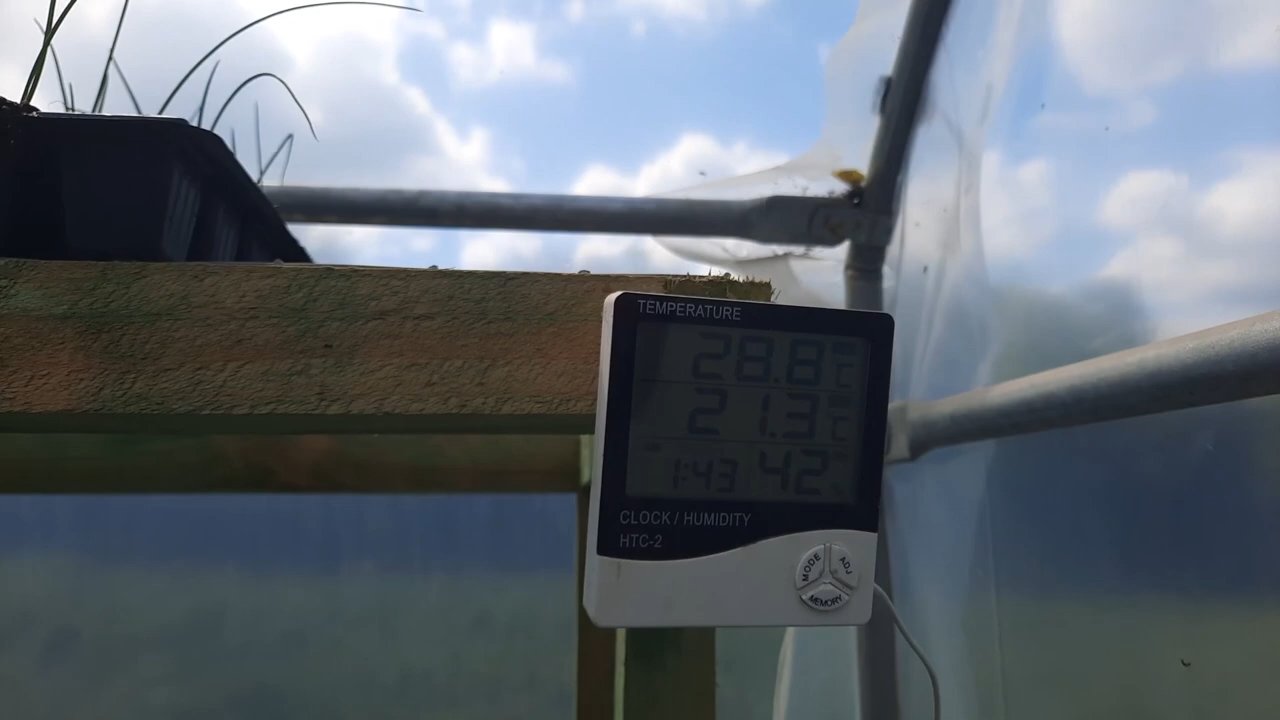 TEMPERATURE
28.8 °C
21.3 °C
1:43 42
CLOCK / HUMIDITY
HTC-2
MODE ADJ
MEMORY